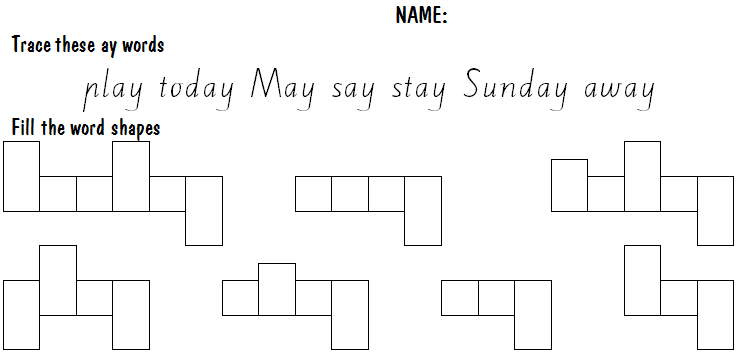 NAME:
Trace these ay words
play today May say stay Sunday away
Fill the word shapes